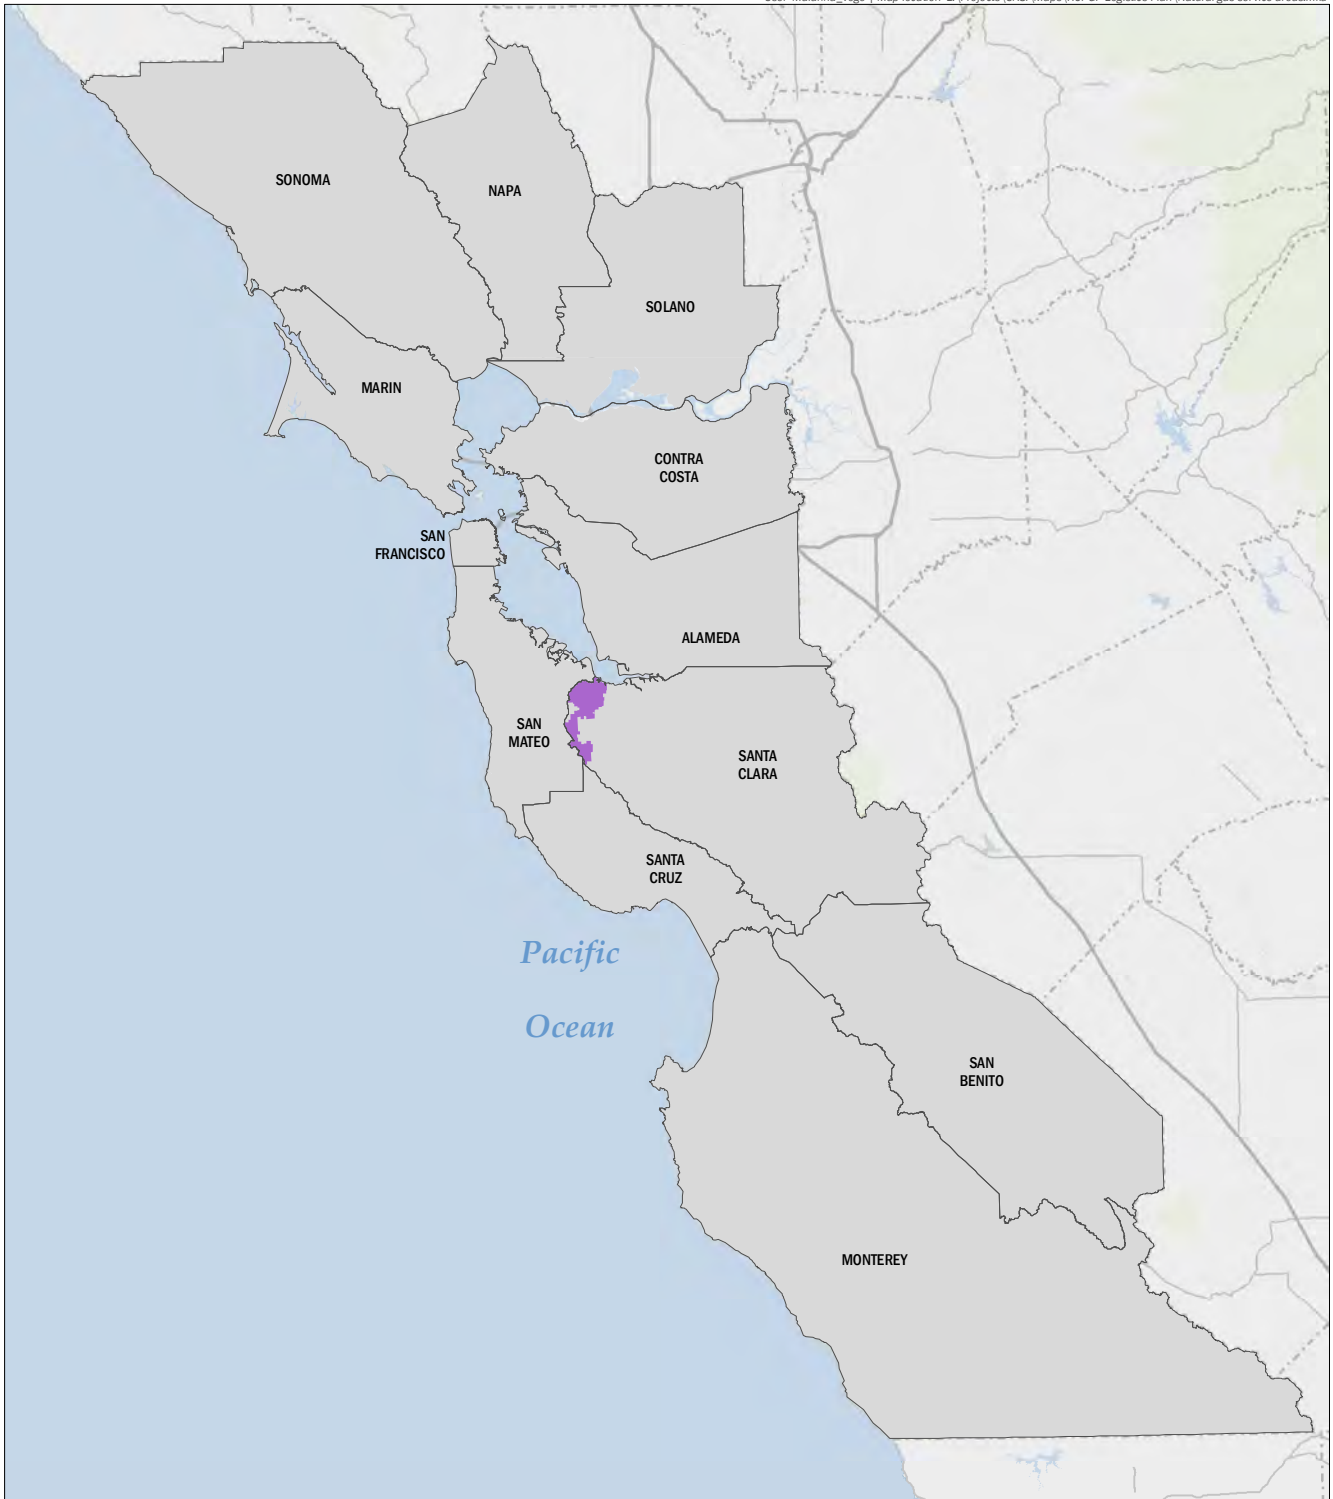 SONOMA
NAPA
SOLANO
MARIN
CONTRA
COSTA
SAN
FRANCISCO
ALAMEDA
SAN
MATEO
SANTA
CLARA
SANTA
CRUZ
Pacific
Ocean
SAN
BENITO
MONTEREY